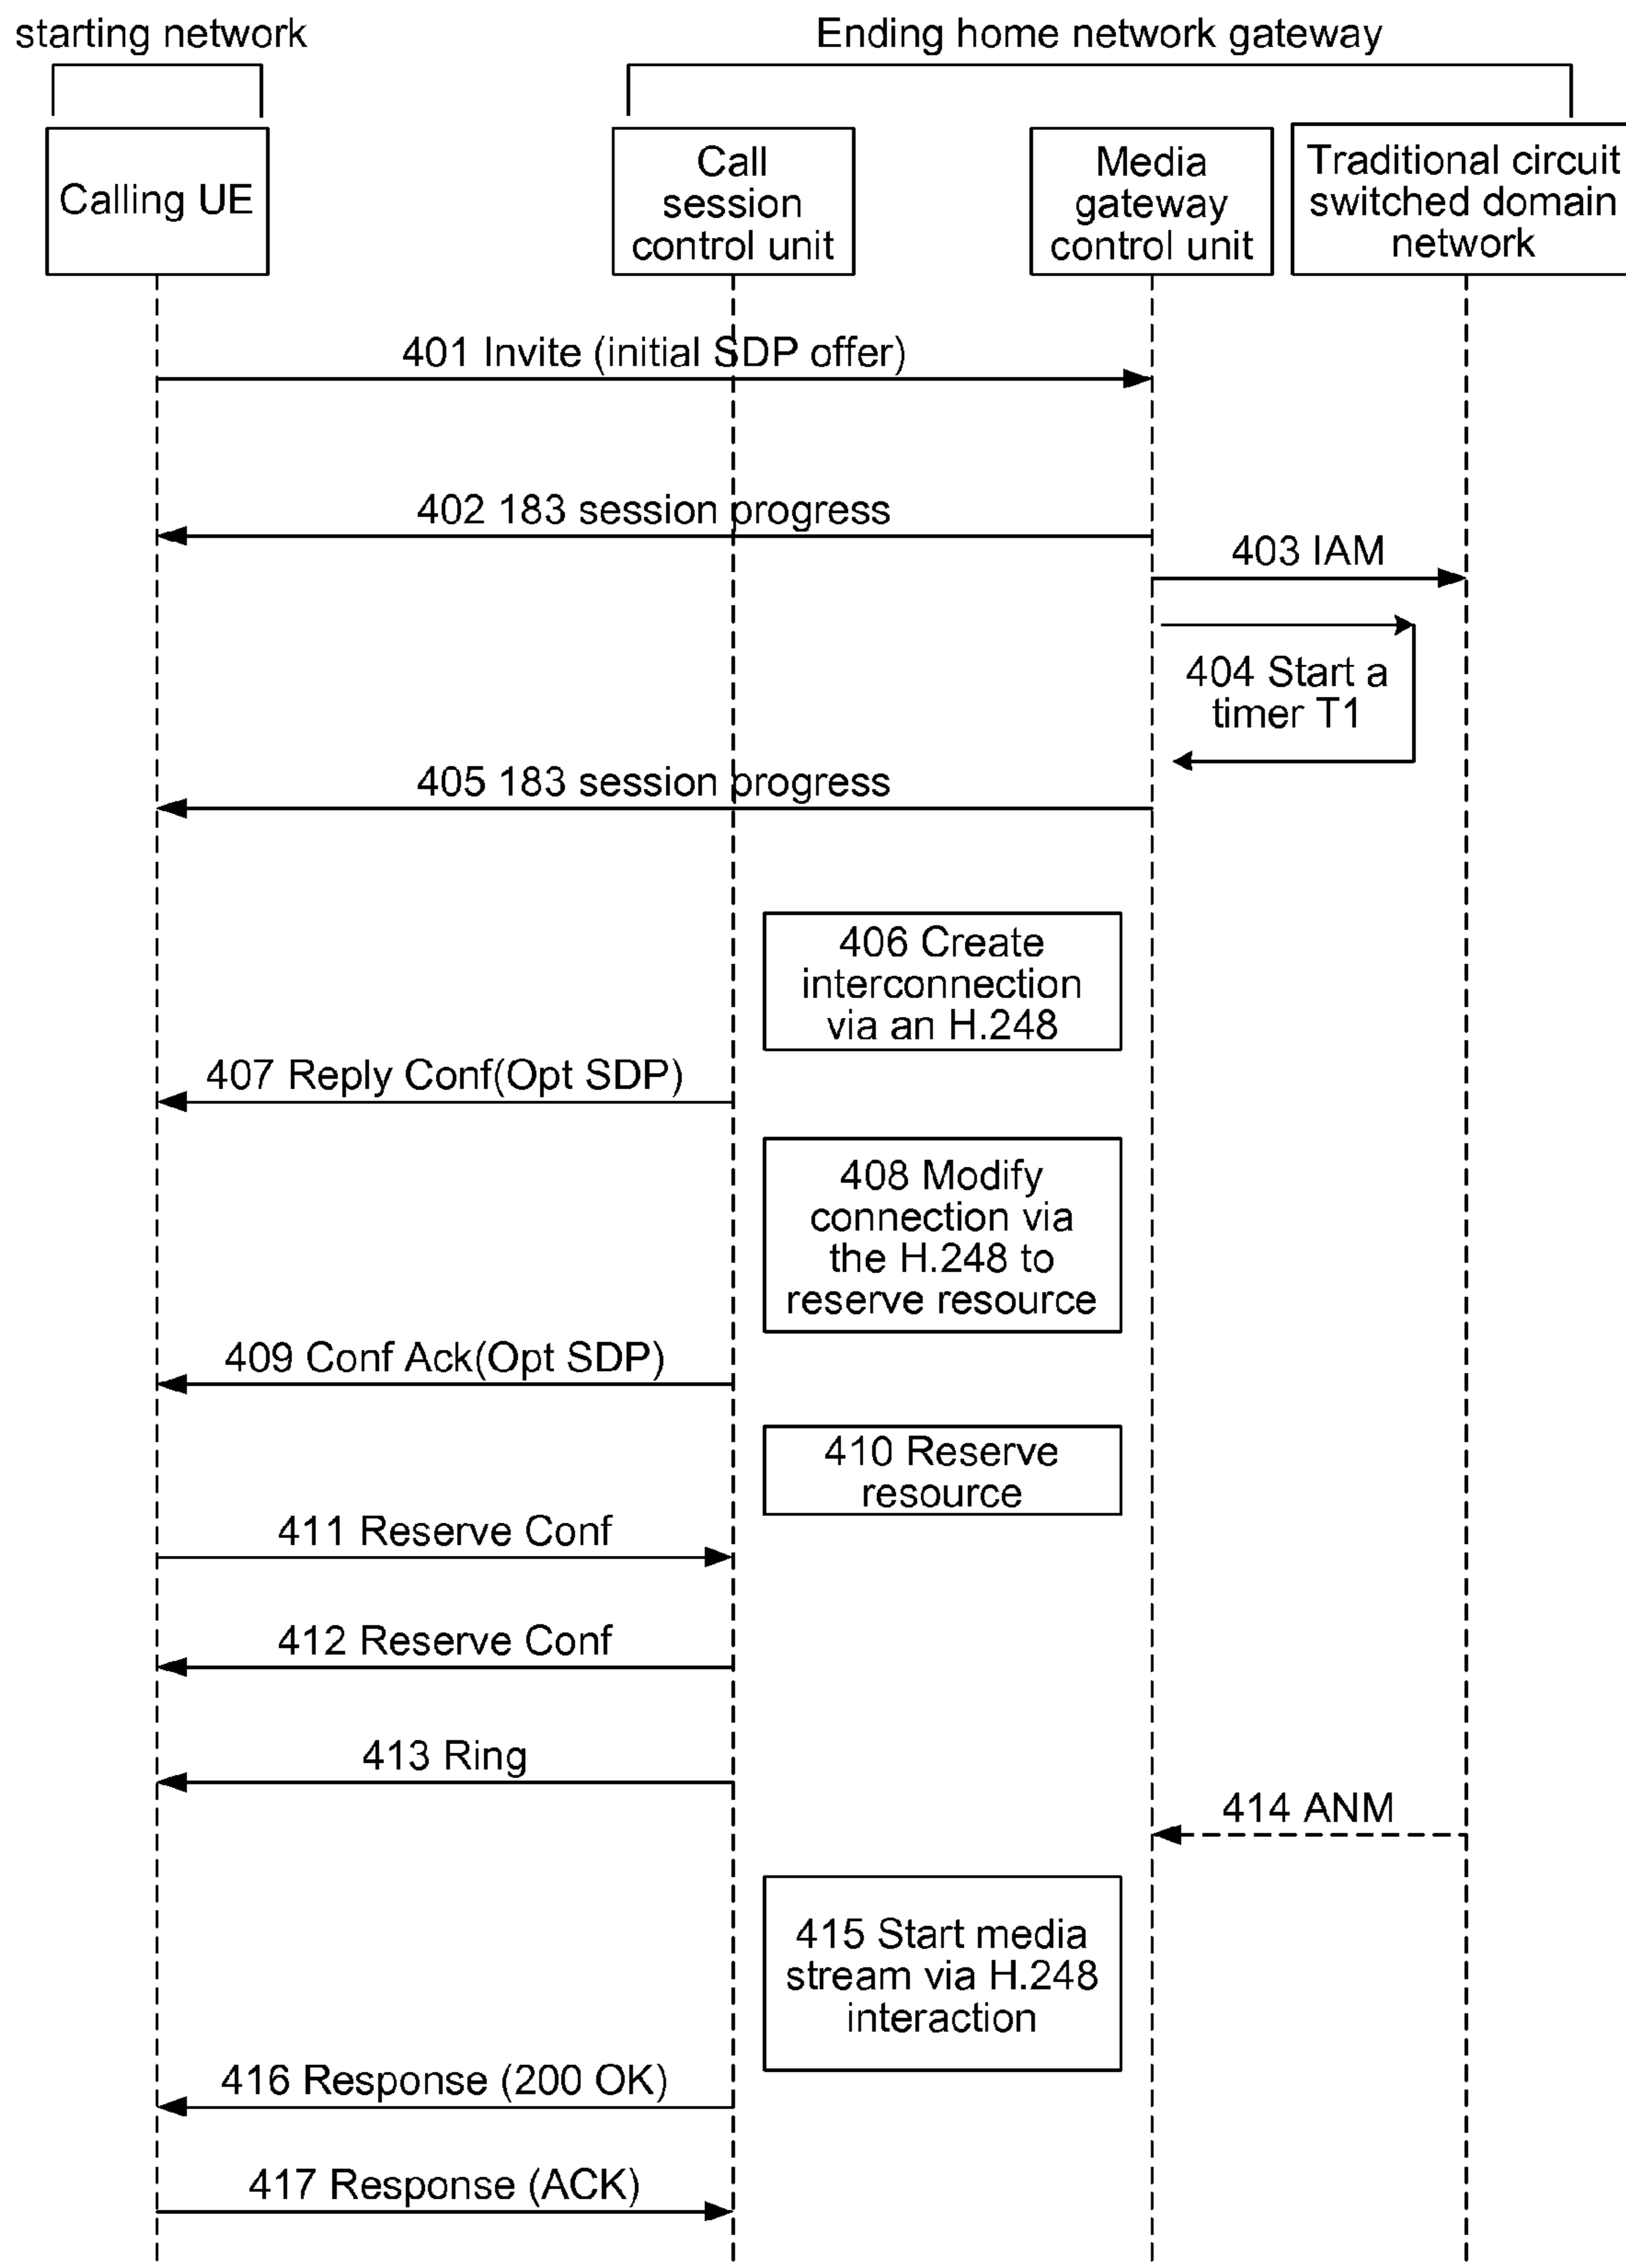 starting network
Ending home network gateway
Calling UE
Call
session
control unit
Media
gateway
control unit
Traditional circuit
switched domain
network
401 Invite (initial SDP offer)
402 183 session progress
403 IAM
404 Start a
timer T1
405 183 session progress
406 Create
interconnection
via an H.248
407 Reply Conf(Opt SDP)
408 Modify
connection via
the H.248 to
reserve resource
409 Conf Ack(Opt SDP)
410 Reserve
resource
411 Reserve Conf
412 Reserve Conf
413 Ring
414 ANM
415 Start media
stream via H.248
interaction
416 Response (200 OK)
417 Response (ACK)